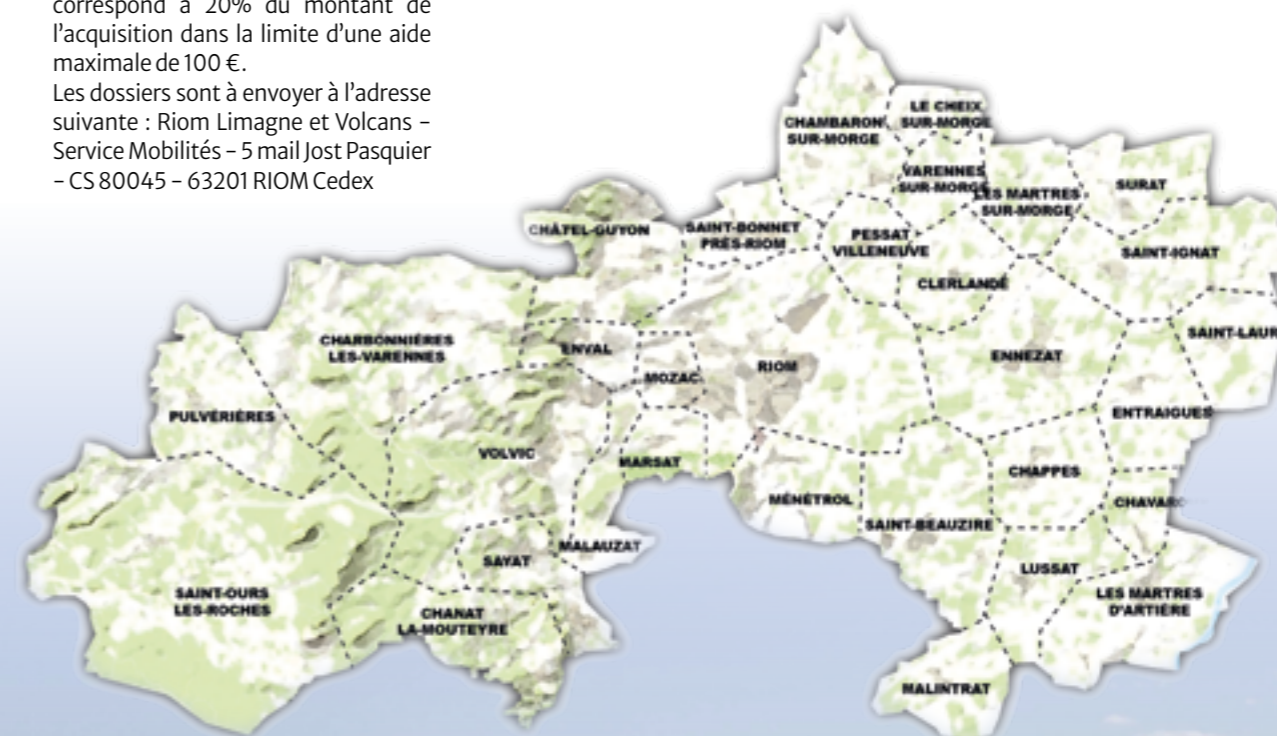 correspond à 20% du montant de
l'acquisition dans la limite d'une aide
maximale de 100 €.
Les dossiers sont à envoyer à l'adresse
suivante : Riom Limagne et Volcans –
Service Mobilités – 5 mail Jost Pasquier
– CS 80045 – 63201 RIOM Cedex
LE CHEIX
SUR-MORGE
CHAMBARON
SUR-MORGE
VARENNES
SUR-MORGE
LES MARTRES
SUR-MORGE
SURAT
CHÂTEL-GUYON
SAINT-BONNET
PRÈS-RIOM
PESSAT
VILLENEUVE
SAINT-IGNAT
CLERLANDE
CHARBONNIÈRES
LES-VARENNES
ENVAL
MOZAC
RIOM
ENNEZAT
SAINT-LAUR
PULVÉRIÈRES
ENTRAIGUES
VOLVIC
MARSAT
CHAPPES
MÉNÉTROL
CHAVARO
SAINT-BEAUZIRE
MALAUZAT
SAYAT
LUSSAT
SAINT-OURS
LES-ROCHES
CHANAT
LA-MOUTEYRE
LES MARTRES
D'ARTIÈRE
MALINTRAT